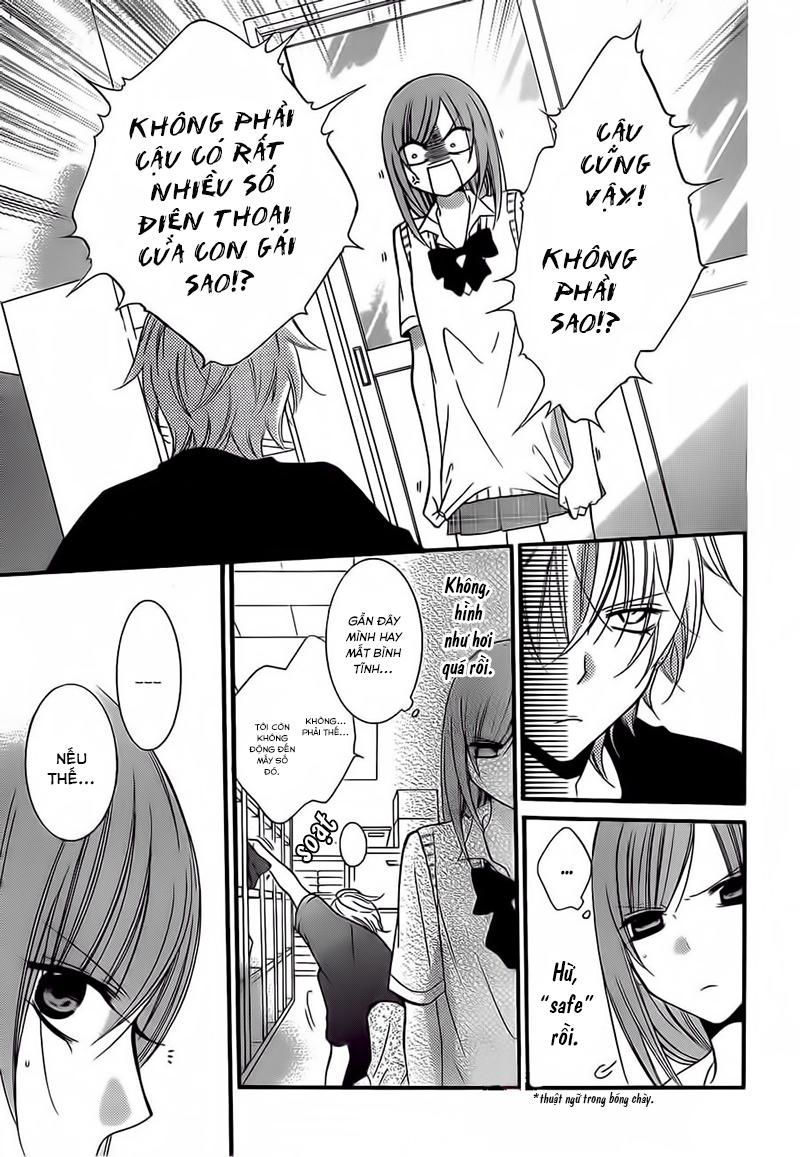 CẬU
CŨNG
VẬY!
KHÔNG
PHẢI
SAO!?
KHÔNG PHẢI
CẬU CÓ RẤT
NHIỀU SỐ
ĐIỆN THOẠI
CỦA CON GÁI
SAO!?
...
Hừ,
“safe”
rồi.
*thuật ngữ trong bóng chày.
Không,
hình
như hơi
quá rồi.
GẦN ĐÂY
MÌNH HAY
MẤT BÌNH
TĨNH...
KHÔNG...
PHẢI THẾ...
TÔI CÒN
KHÔNG
ĐỘNG ĐẾN
MẤY SỐ
ĐÓ.
soạt
---
NẾU
THẾ...